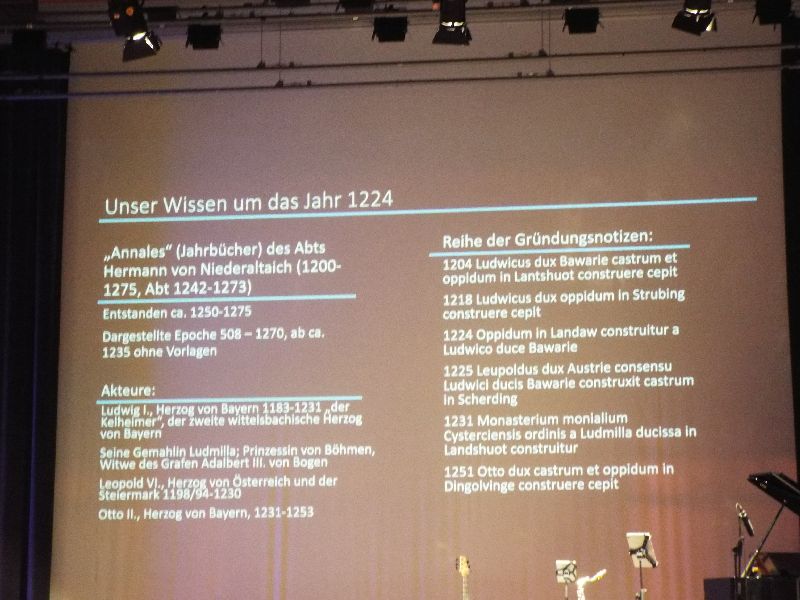 Unser Wissen um das Jahr 1224
„Annales“ (Jahrbücher) des Abts
Hermann von Niederaltaich (1200-
1275, Abt 1242-1273)
Entstanden ca. 1250-1275
Dargestellte Epoche 508 – 1270, ab ca.
1235 ohne Vorlagen
Akteure:
Ludwig I., Herzog von Bayern 1183-1231 „der
Kelheimer“, der zweite wittelsbachische Herzog
von Bayern
Seine Gemahlin Ludmilla; Prinzessin von Böhmen,
Witwe des Grafen Adalbert III. von Bogen
Leopold VI., Herzog von Österreich und der
Steiermark 1198/94-1230
Otto II., Herzog von Bayern, 1231-1253
Reihe der Gründungsnotizen:
1204 Ludwicus dux Bawarie castrum et
oppidum in Lantshuot construere cepit
1218 Ludwicus dux oppidum in Strubing
construere cepit
1224 Oppidum in Landaw construitur a
Ludwico duce Bawarie
1225 Leupoldus dux Austrie consensu
Ludwici ducis Bawarie construxit castrum
in Scherding
1231 Monasterium monialium
Cysterciensis ordinis a Ludmilla ducissa in
Landshuot construitur
1251 Otto dux castrum et oppidum in
Dingolvinge construere cepit